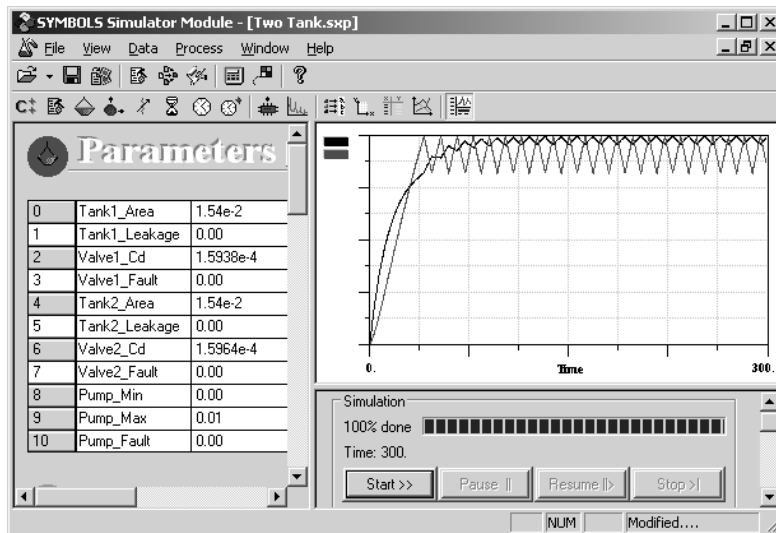 SYMBOLS Simulator Module - [Two Tank.sxp]
File View Data Process Window Help
Parameters
0 Tank1_Area 1.54e-2
1 Tank1_Leakage 0.00
2 Valve1_Cd 1.5938e-4
3 Valve1_Fault 0.00
4 Tank2_Area 1.54e-2
5 Tank2_Leakage 0.00
6 Valve2_Cd 1.5964e-4
7 Valve2_Fault 0.00
8 Pump_Min 0.00
9 Pump_Max 0.01
10 Pump_Fault 0.00
0. Time 300.
Simulation
100% done
Time: 300.
Start >> Pause || Resume ||> Stop >|
NUM Modified....